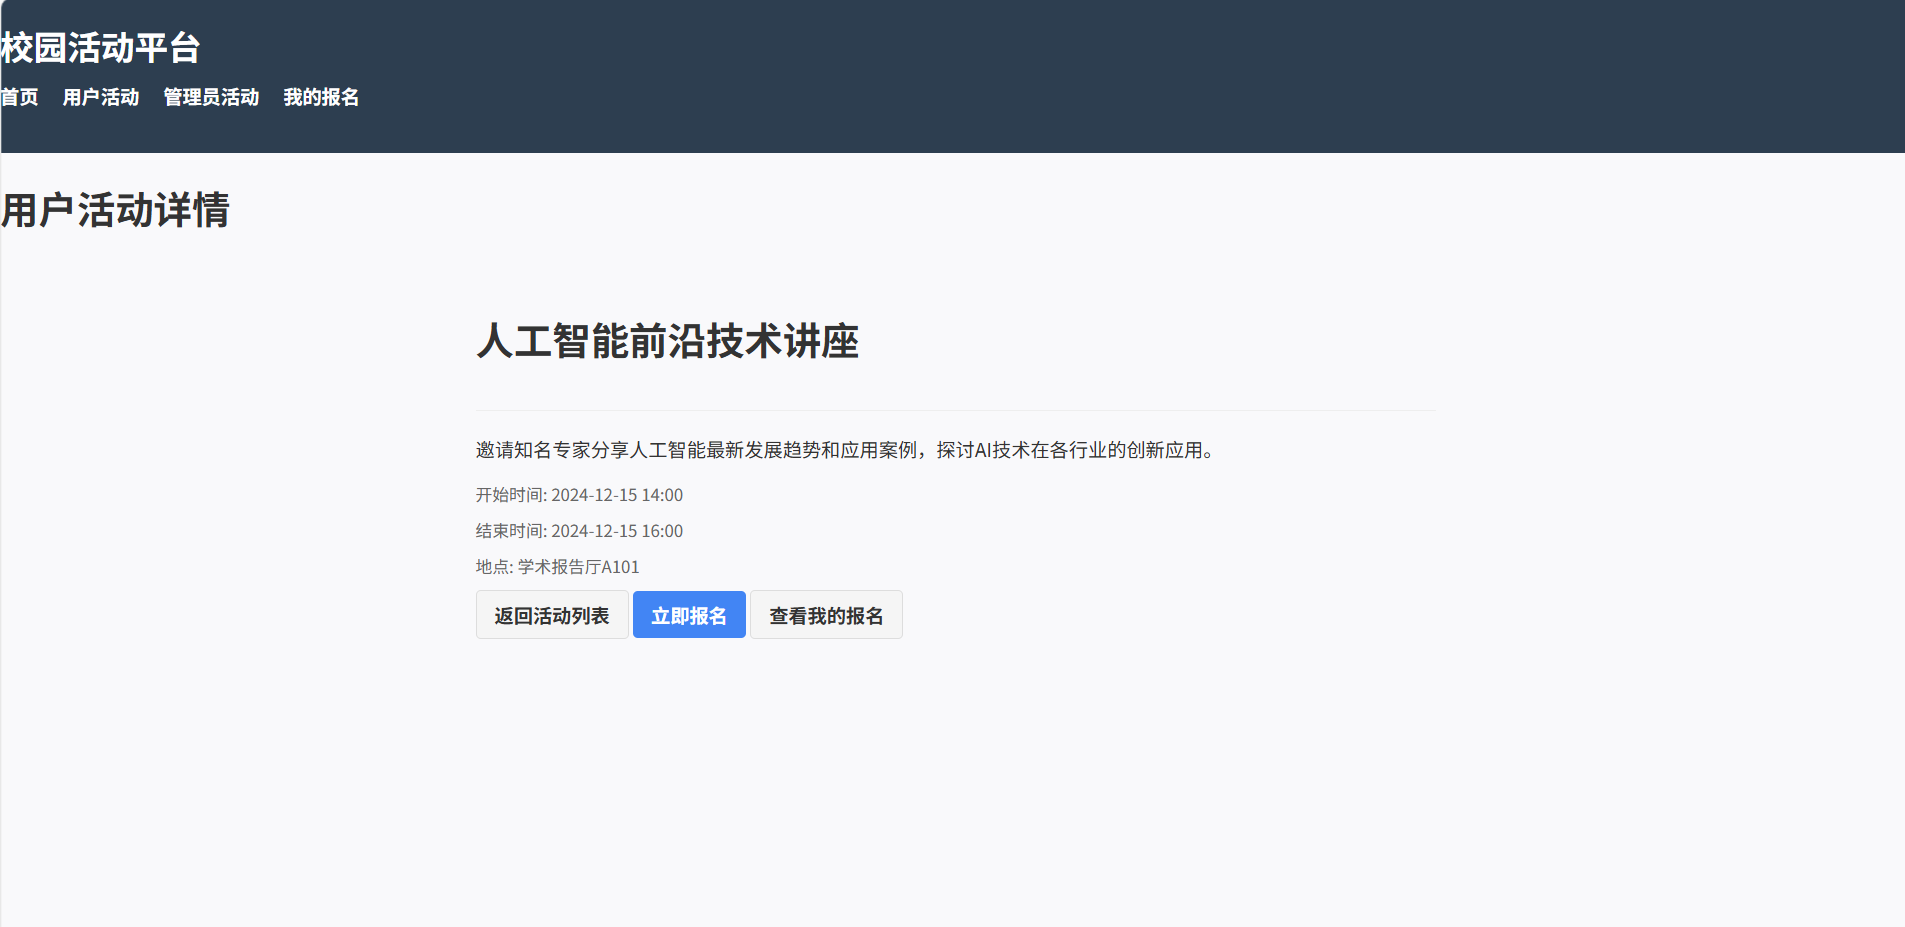 校园活动平台
首页 用户活动 管理员活动 我的报名
用户活动详情
人工智能前沿技术讲座
邀请知名专家分享人工智能最新发展趋势和应用案例，探讨AI技术在各行业的创新应用。
开始时间: 2024-12-15 14:00
结束时间: 2024-12-15 16:00
地点: 学术报告厅A101
返回活动列表 立即报名 查看我的报名